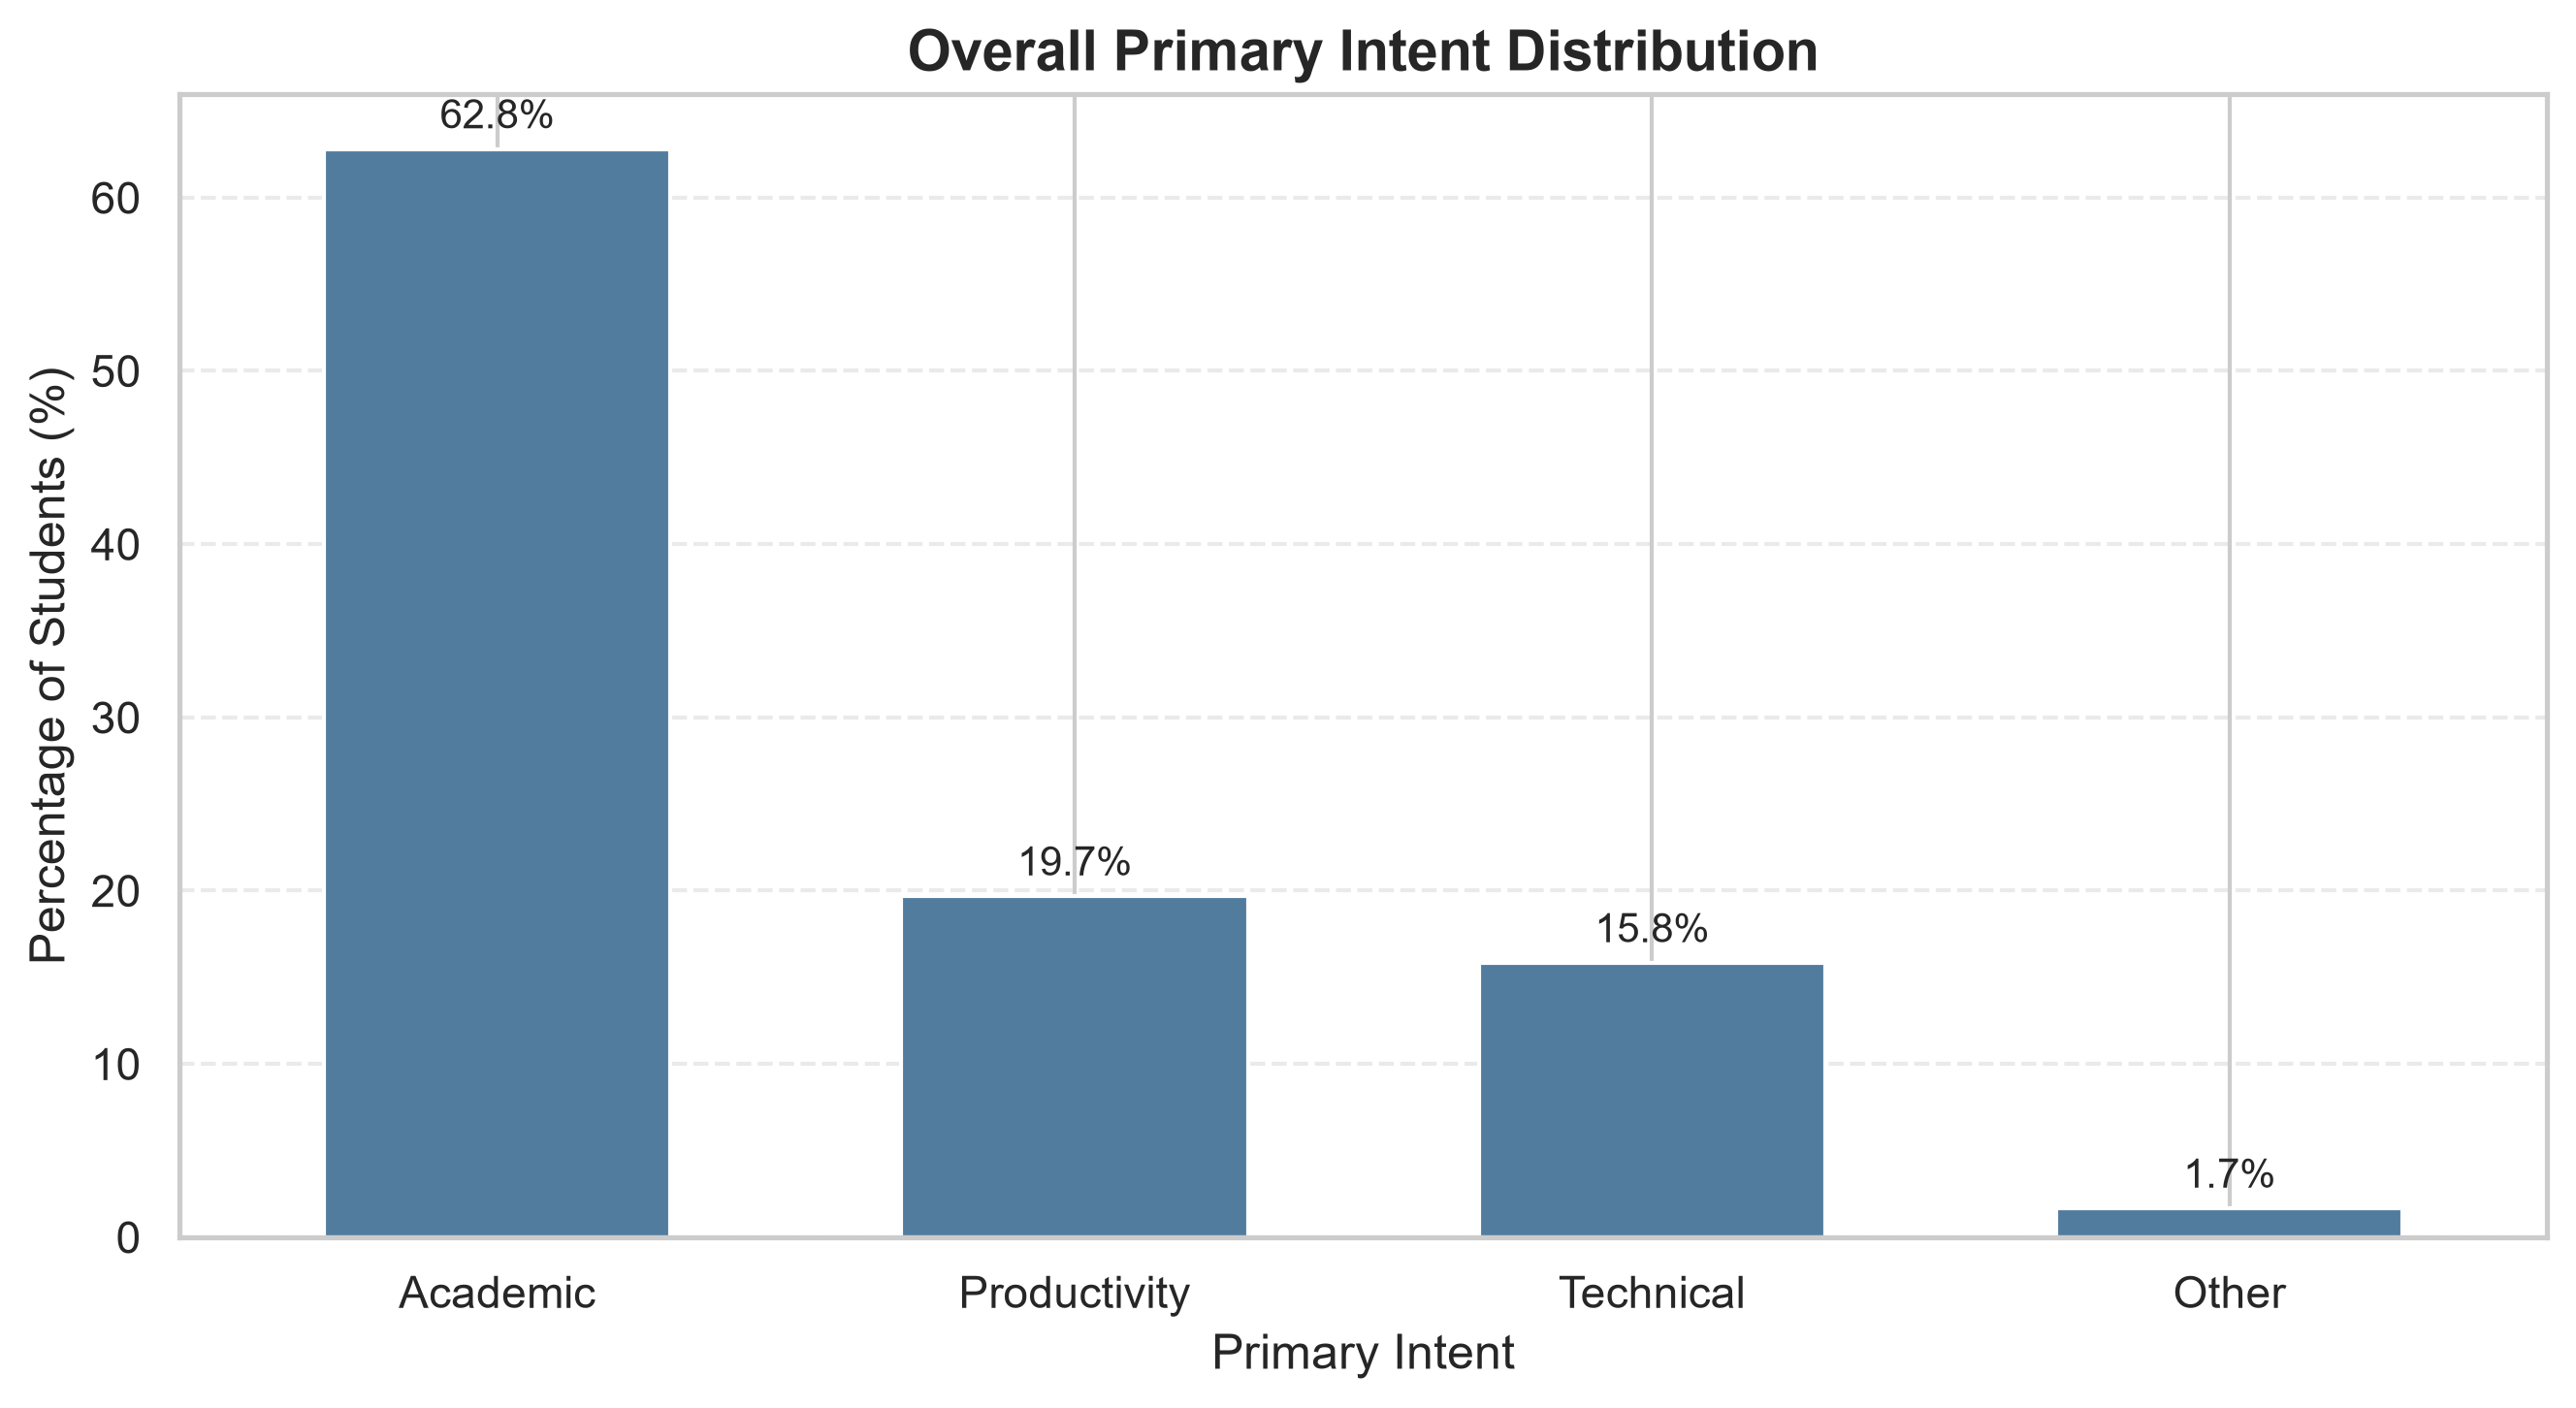 Overall Primary Intent Distribution
Percentage of Students (%)
60
50
40
30
20
10
0
62.8%
19.7%
15.8%
1.7%
Academic
Productivity
Technical
Other
Primary Intent